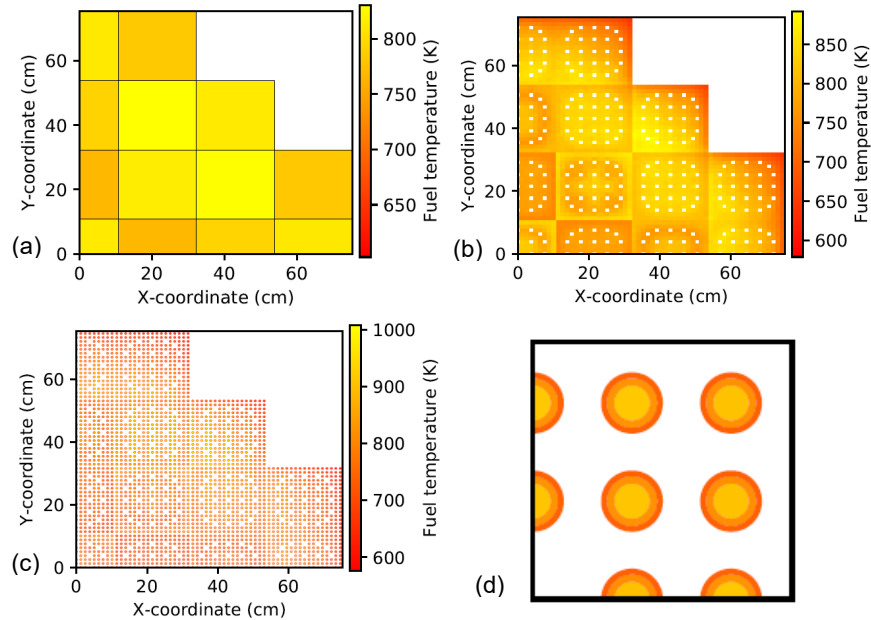 800
750
700
650
Fuel temperature (K)
60
40
20
0
Y-coordinate (cm)
0 20 40 60
X-coordinate (cm)
(a)
850
800
750
700
650
600
Fuel temperature (K)
60
40
20
0
Y-coordinate (cm)
0 20 40 60
X-coordinate (cm)
(b)
1000
900
800
700
600
Fuel temperature (K)
60
40
20
0
Y-coordinate (cm)
0 20 40 60
X-coordinate (cm)
(c)
(d)